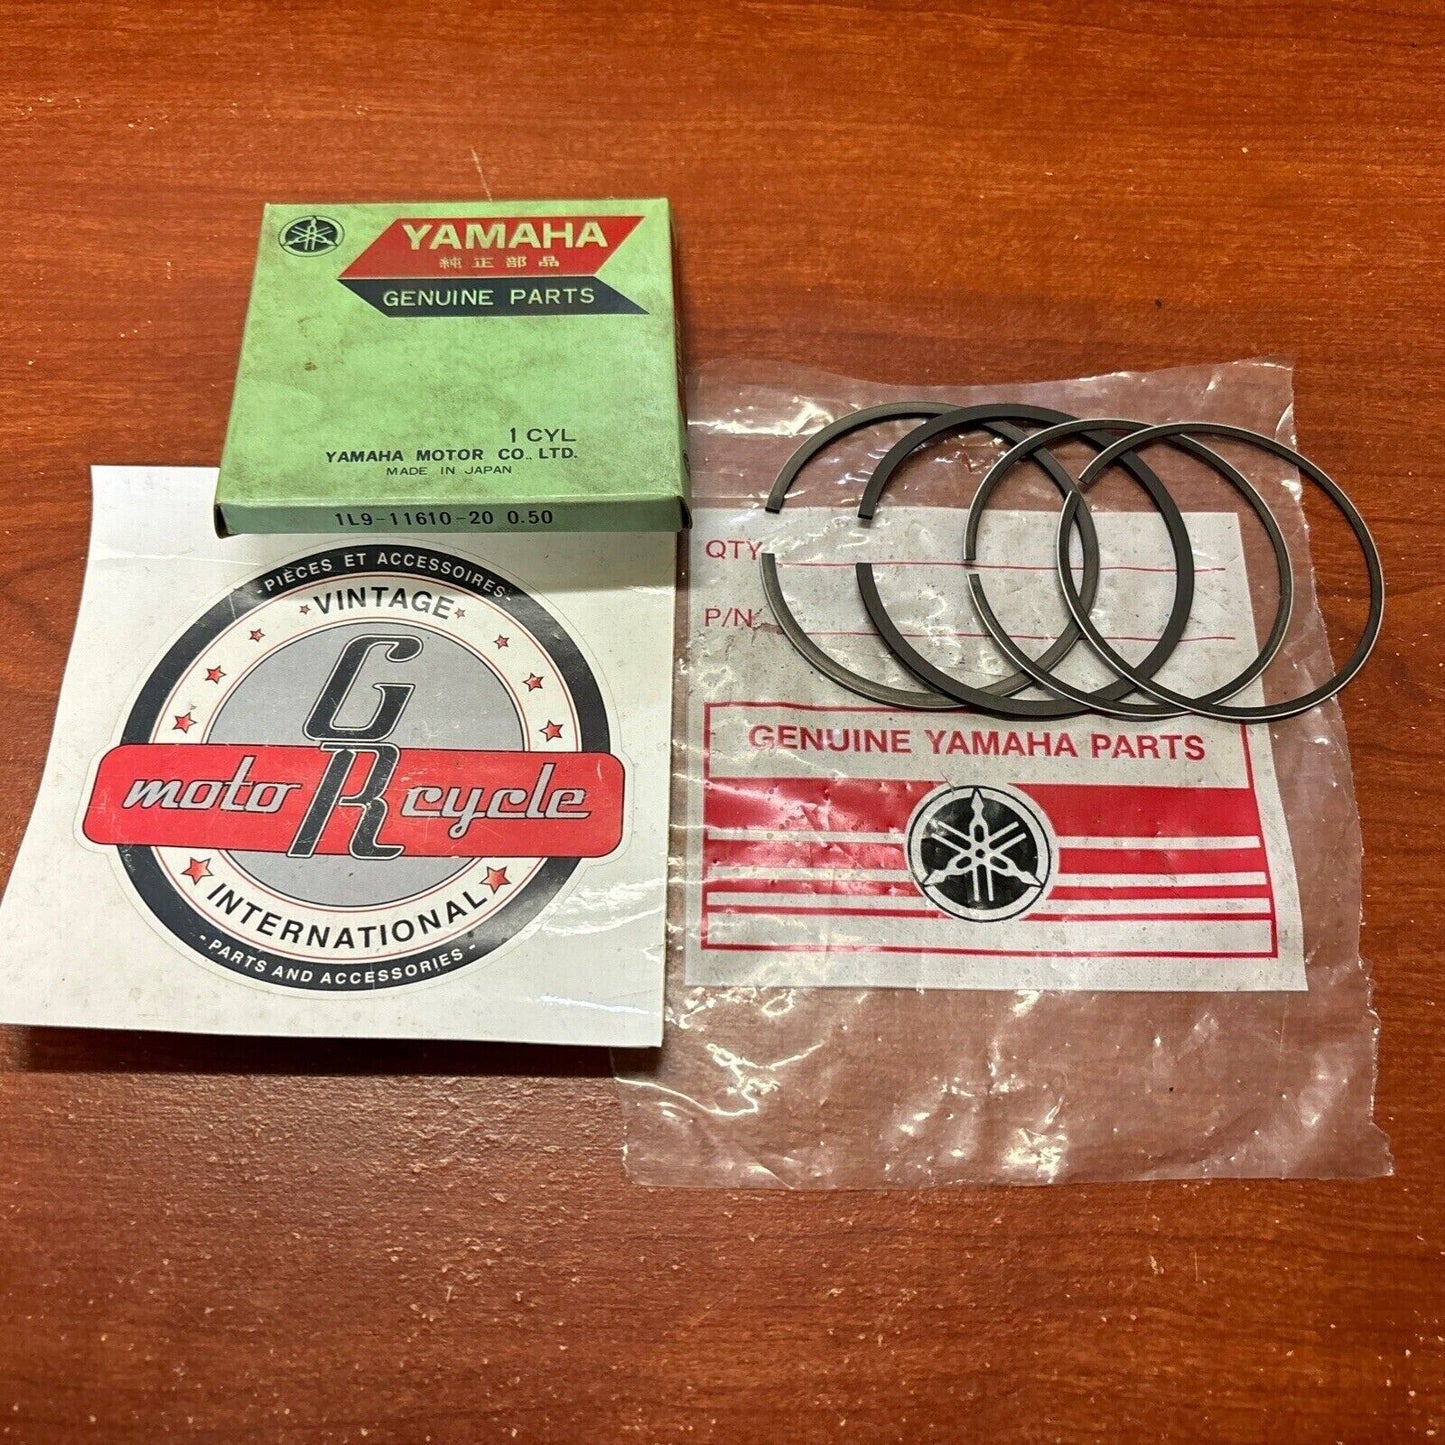 YAMAHA
純正部品
GENUINE PARTS
1 CYL
YAMAHA MOTOR CO., LTD.
MADE IN JAPAN
1L9-11610-20 0.50
- PIÈCES ET ACCESSOIRES -
VINTAGE
G
moto R cycle
INTERNATIONAL
- PARTS AND ACCESSORIES -
QTY
P/N
GENUINE YAMAHA PARTS